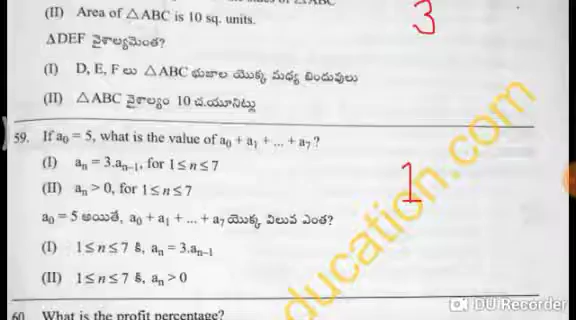 (II) Area of △ABC is 10 sq. units.
3
△DEF వైశాల్యమెంత?
(I) D, E, F లు △ABC భుజాల యొక్క మధ్య బిందువులు
(II) △ABC వైశాల్యం 10 చ.యూనిట్లు
59. If a₀ = 5, what is the value of a₀ + a₁ + ... + a₇ ?
(I) aₙ = 3.aₙ₋₁, for 1 ≤ n ≤ 7
(II) aₙ > 0, for 1 ≤ n ≤ 7
1
a₀ = 5 అయితే, a₀ + a₁ + ... + a₇ యొక్క విలువ ఎంత?
(I) 1 ≤ n ≤ 7 కి, aₙ = 3.aₙ₋₁
(II) 1 ≤ n ≤ 7 కి, aₙ > 0
60. What is the profit percentage?
ducation.com
DU Recorder